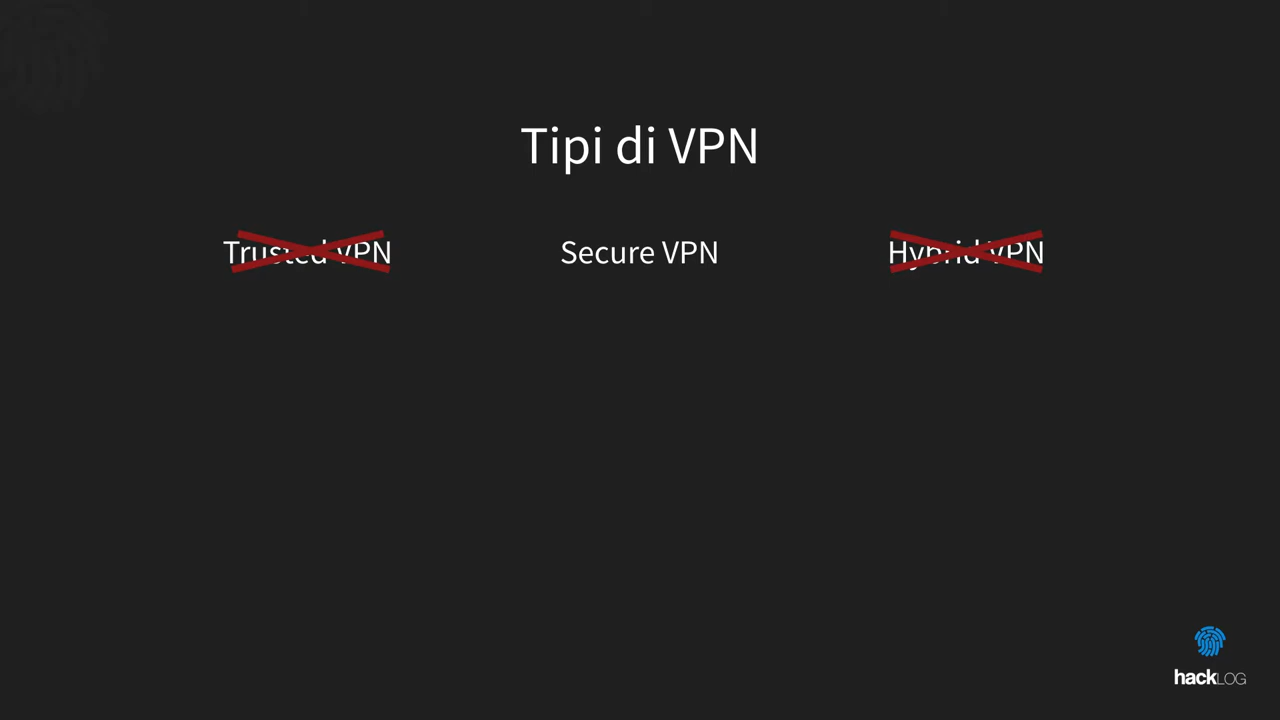 Tipi di VPN
Trusted VPN
Secure VPN
Hybrid VPN
hackLOG